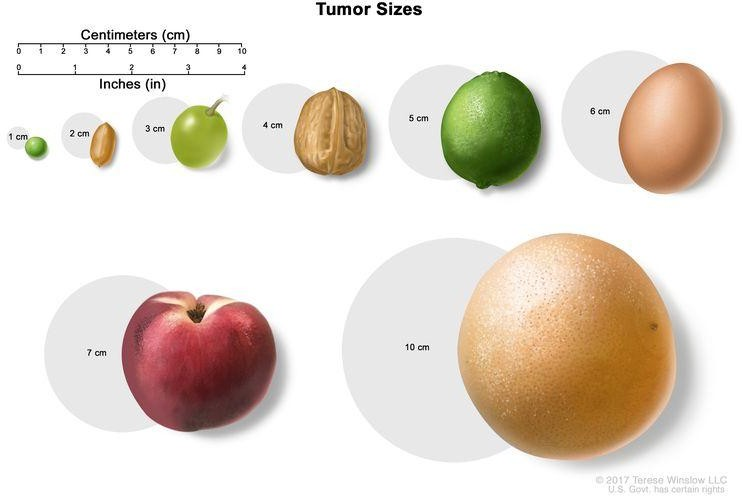 Tumor Sizes
Centimeters (cm)
0 1 2 3 4 5 6 7 8 9 10
0 1 2 3 4
Inches (in)
1 cm
2 cm
3 cm
4 cm
5 cm
6 cm
7 cm
10 cm
© 2017 Terese Winslow LLC
U.S. Govt. has certain rights